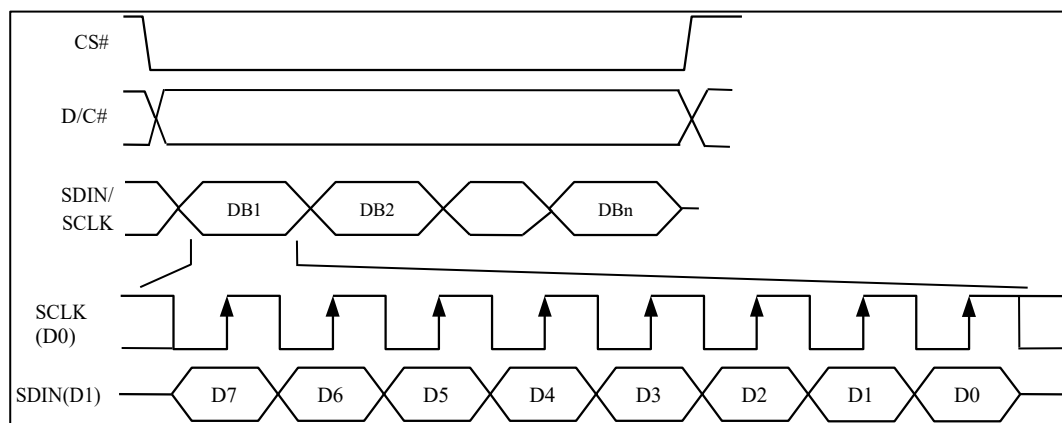 CS#
D/C#
SDIN/
SCLK
DB1 DB2 DBn
SCLK
(D0)
SDIN(D1) D7 D6 D5 D4 D3 D2 D1 D0